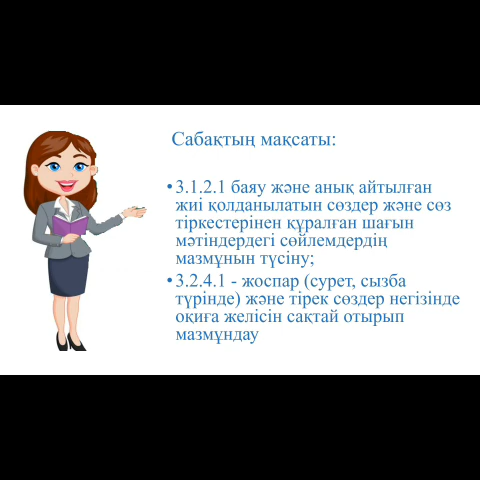 Сабақтың мақсаты:
•3.1.2.1 баяу және анық айтылған
жиі қолданылатын сөздер және сөз
тіркестерінен құралған шағын
мәтіндердегі сөйлемдердің
мазмұнын түсіну;
•3.2.4.1 - жоспар (сурет, сызба
түрінде) және тірек сөздер негізінде
оқиға желісін сақтай отырып
мазмұндау